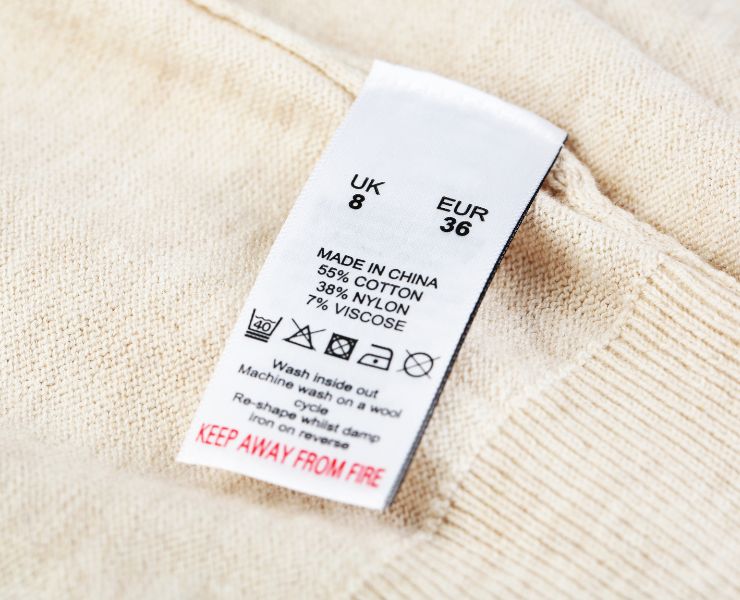 UK
8
EUR
36
MADE IN CHINA
55% COTTON
38% NYLON
7% VISCOSE
40
Wash inside out
Machine wash on a wool
cycle
Re-shape whilst damp
iron on reverse
KEEP AWAY FROM FIRE